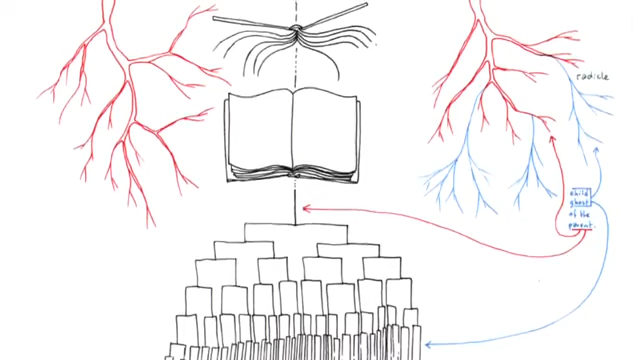 radicle
child
ghost
of the
parent.